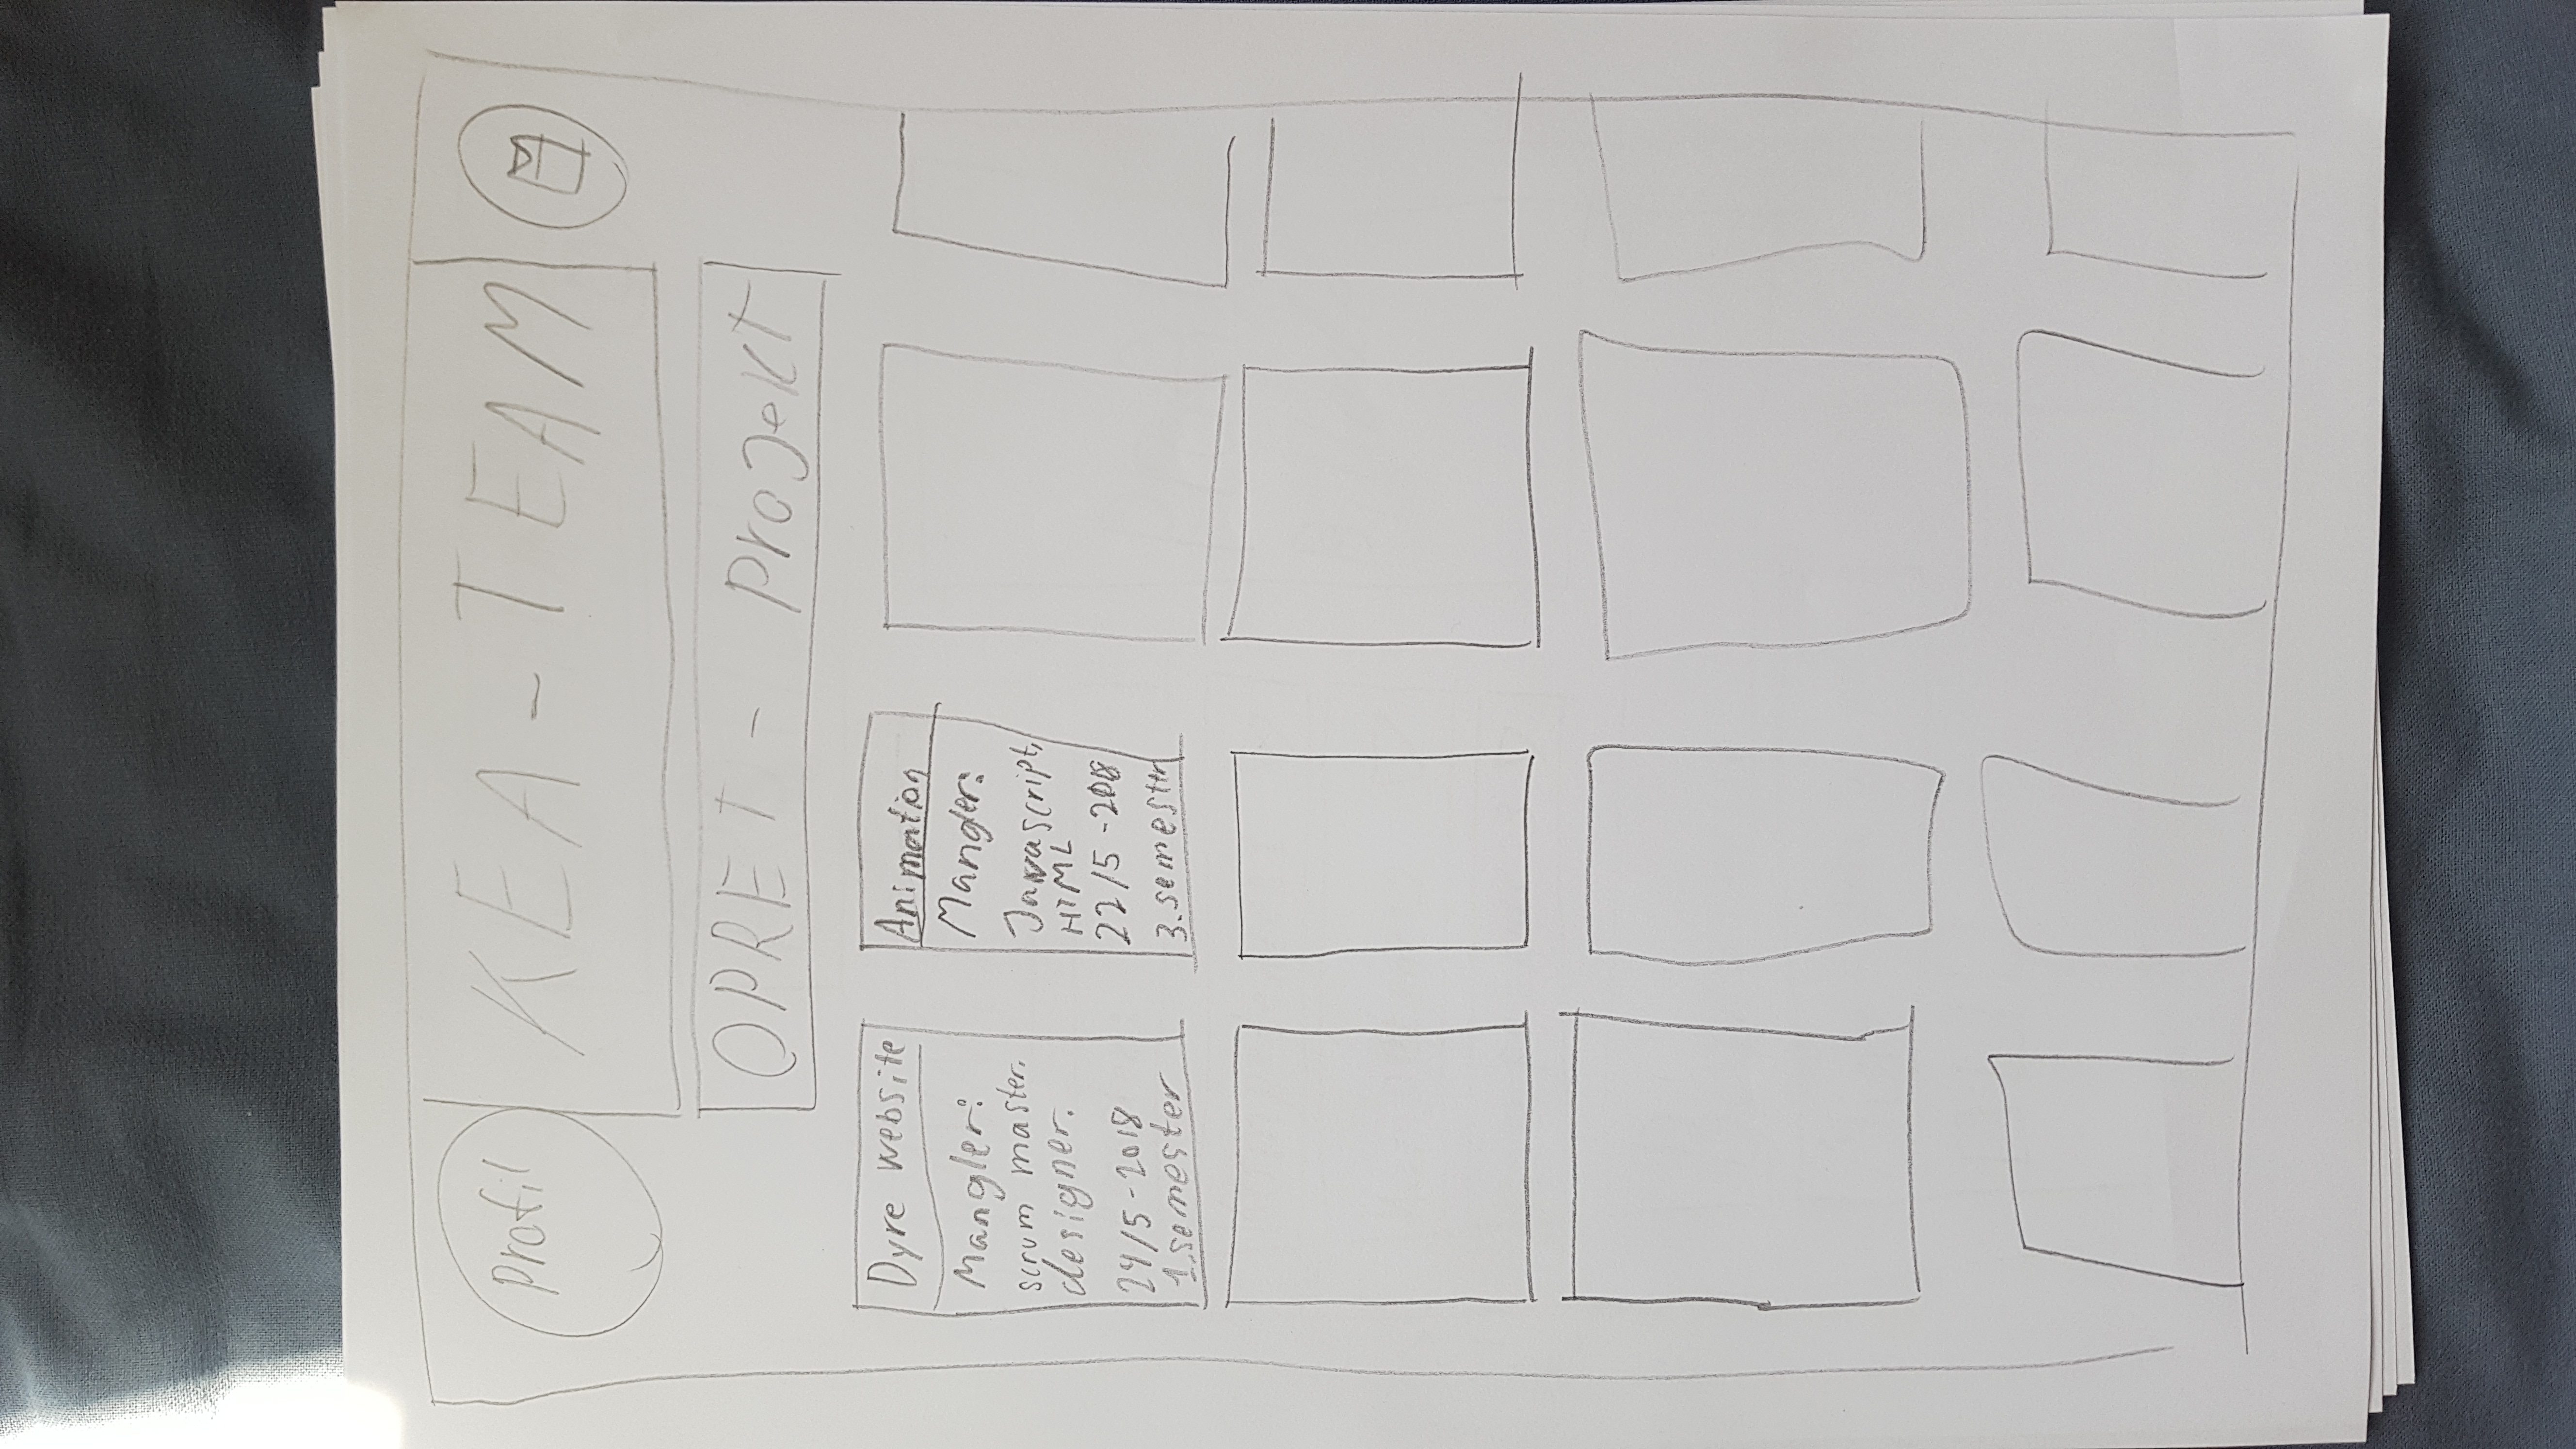 Profil
KEA - TEAM
OPRET - Projekt
Dyre website
Mangler:
scrum master.
designer.
24/5-2018
1.semester
Animation
Mangler:
Javascript,
HTML
22/5-2018
3.semester